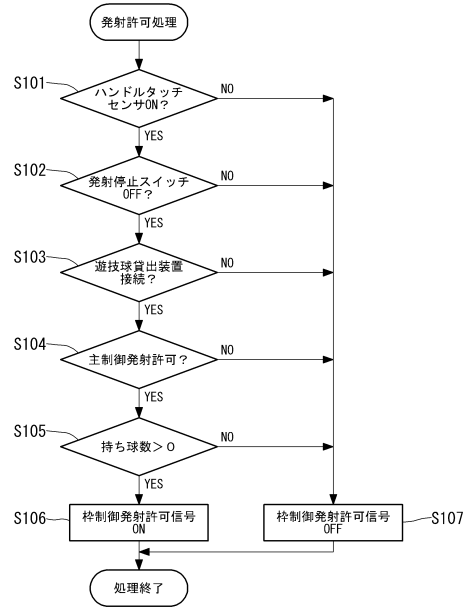 発射許可処理
S101
ハンドルタッチ
センサON?
NO
YES
S102
発射停止スイッチ
OFF?
NO
YES
S103
遊技球貸出装置
接続?
NO
YES
S104
主制御発射許可?
NO
YES
S105
持ち球数>0
NO
YES
S106
枠制御発射許可信号
ON
枠制御発射許可信号
OFF
S107
処理終了